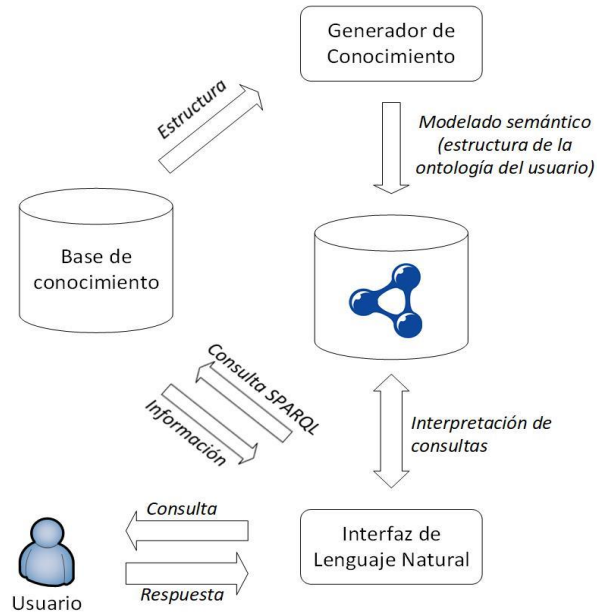 Generador de
Conocimiento
Estructura
Modelado semántico
(estructura de la
ontología del usuario)
Base de
conocimiento
Consulta SPARQL
Información
Interpretación de
consultas
Consulta
Interfaz de
Lenguaje Natural
Respuesta
Usuario